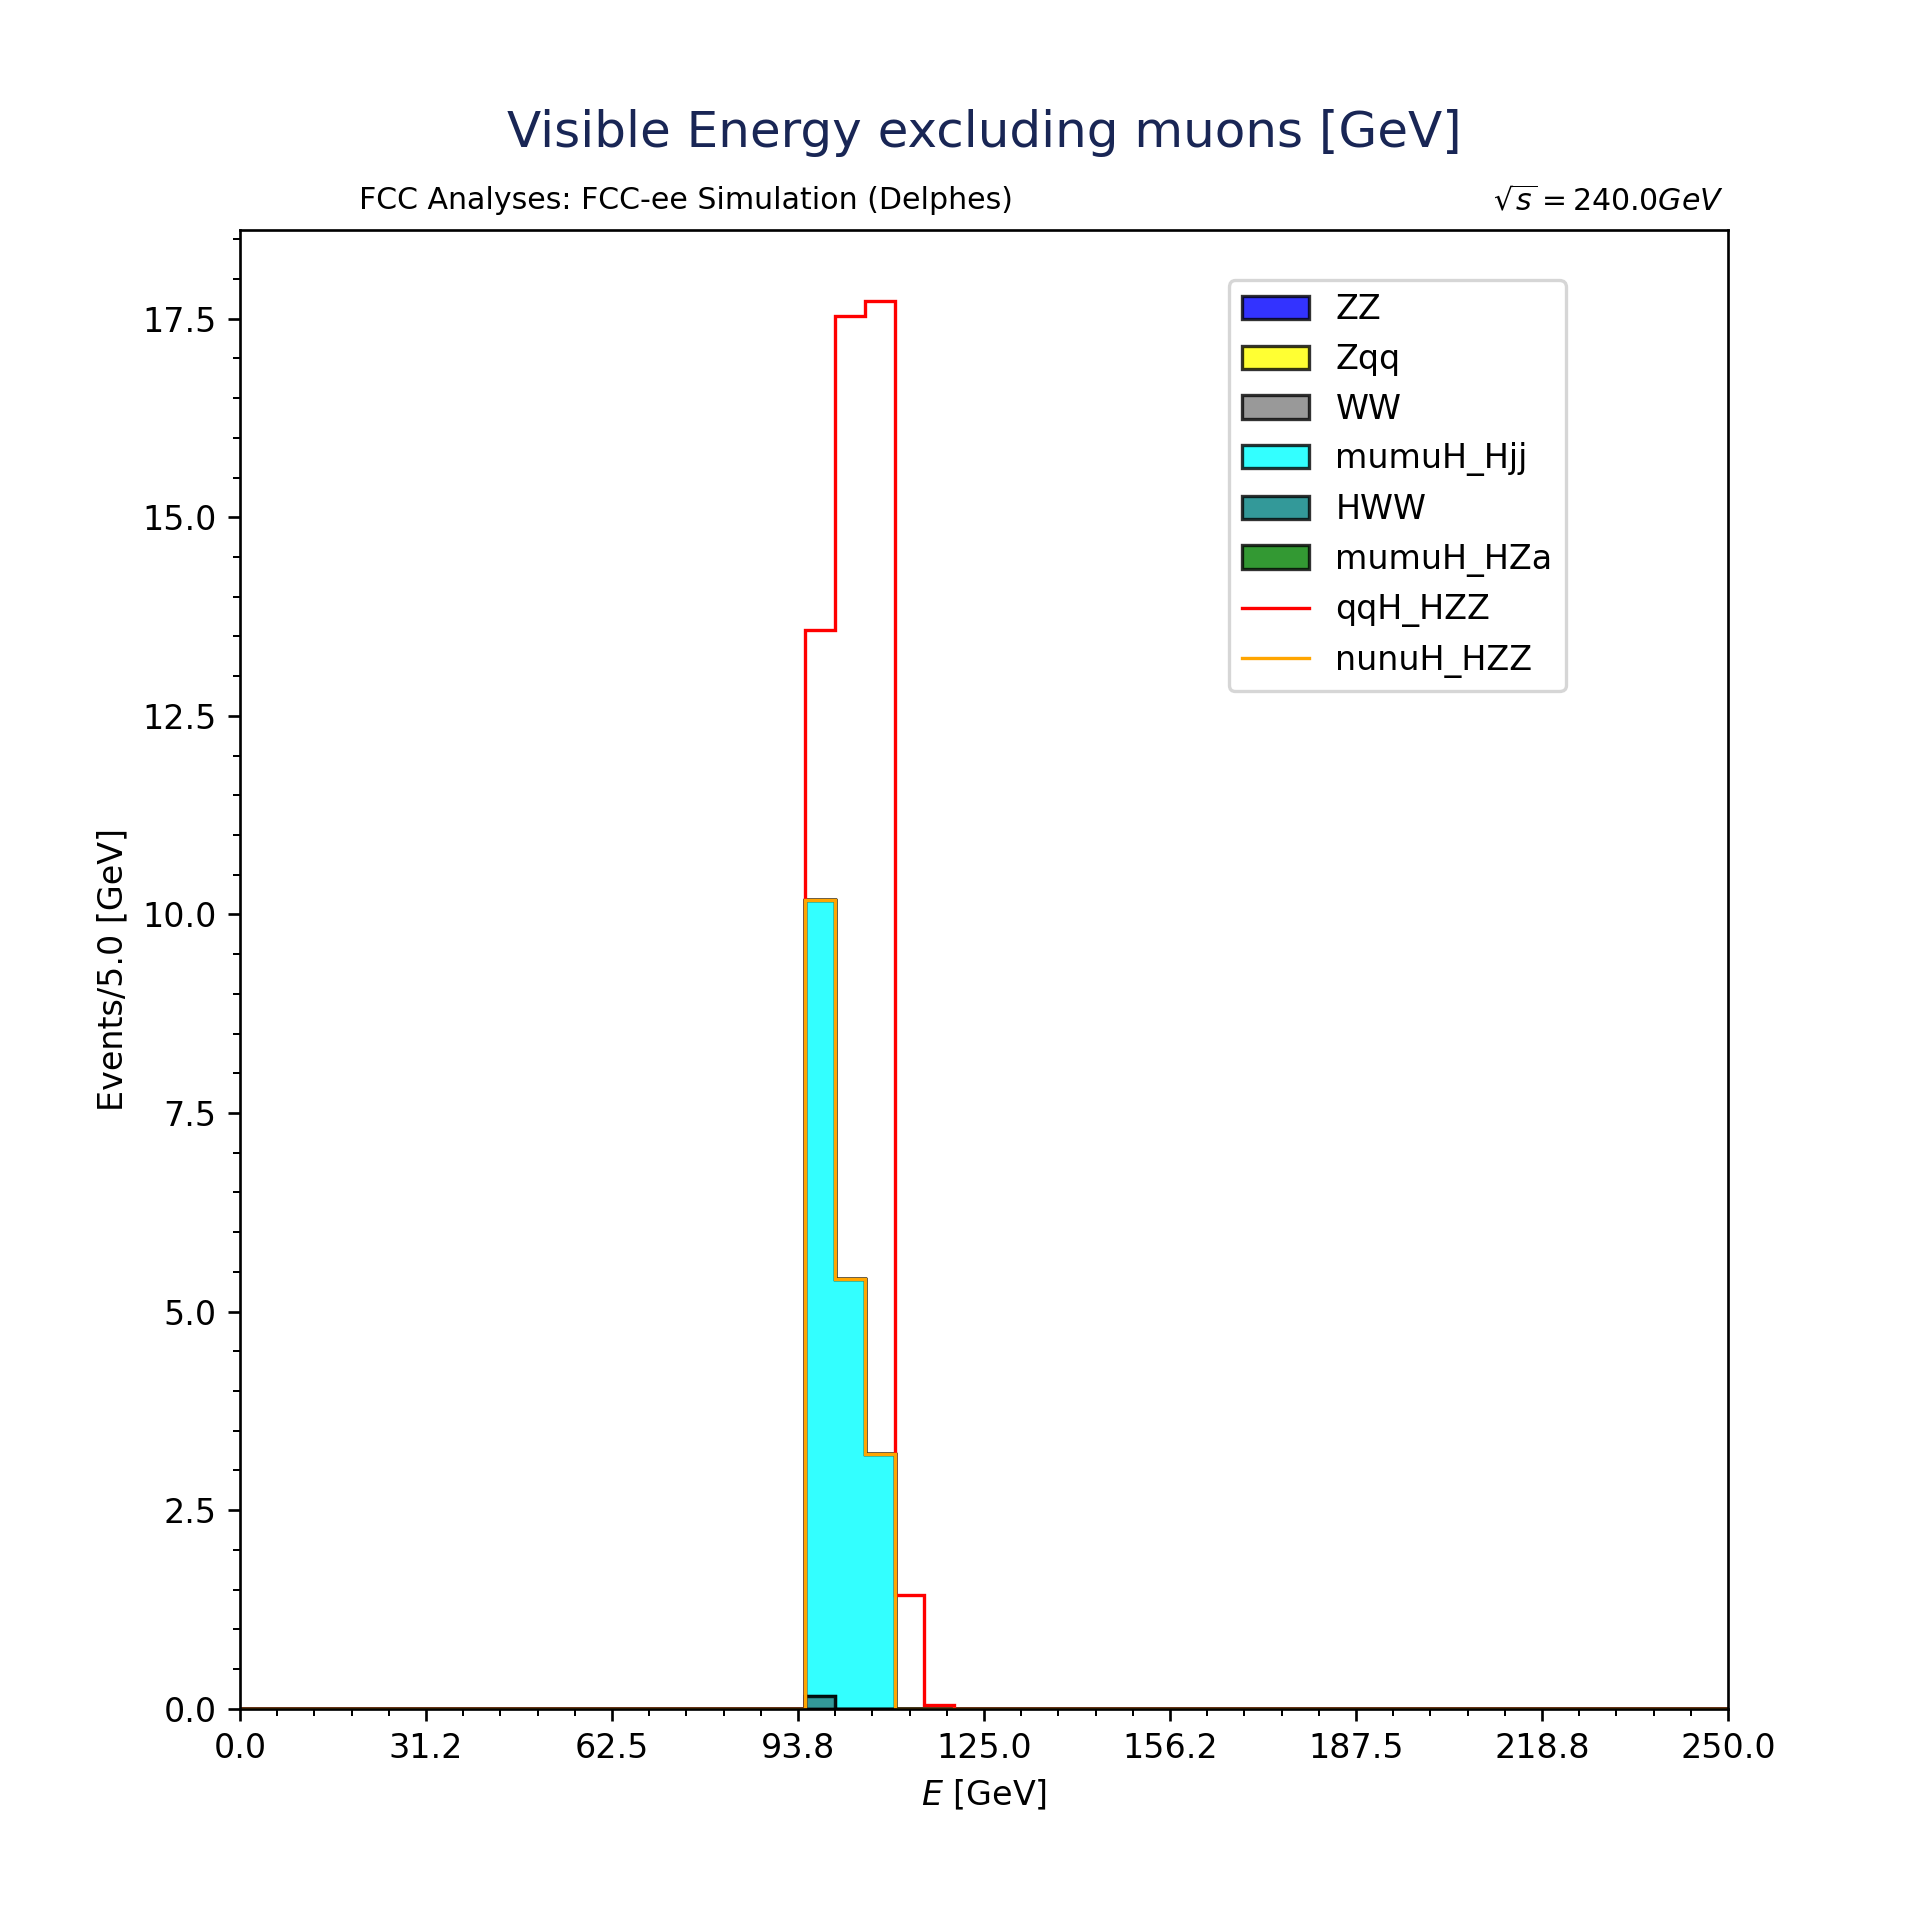 Visible Energy excluding muons [GeV]
FCC Analyses: FCC-ee Simulation (Delphes)
√s = 240.0GeV
17.5
15.0
12.5
10.0
7.5
5.0
2.5
0.0
Events/5.0 [GeV]
ZZ
Zqq
WW
mumuH_Hjj
HWW
mumuH_HZa
qqH_HZZ
nunuH_HZZ
0.0 31.2 62.5 93.8 125.0 156.2 187.5 218.8 250.0
E [GeV]